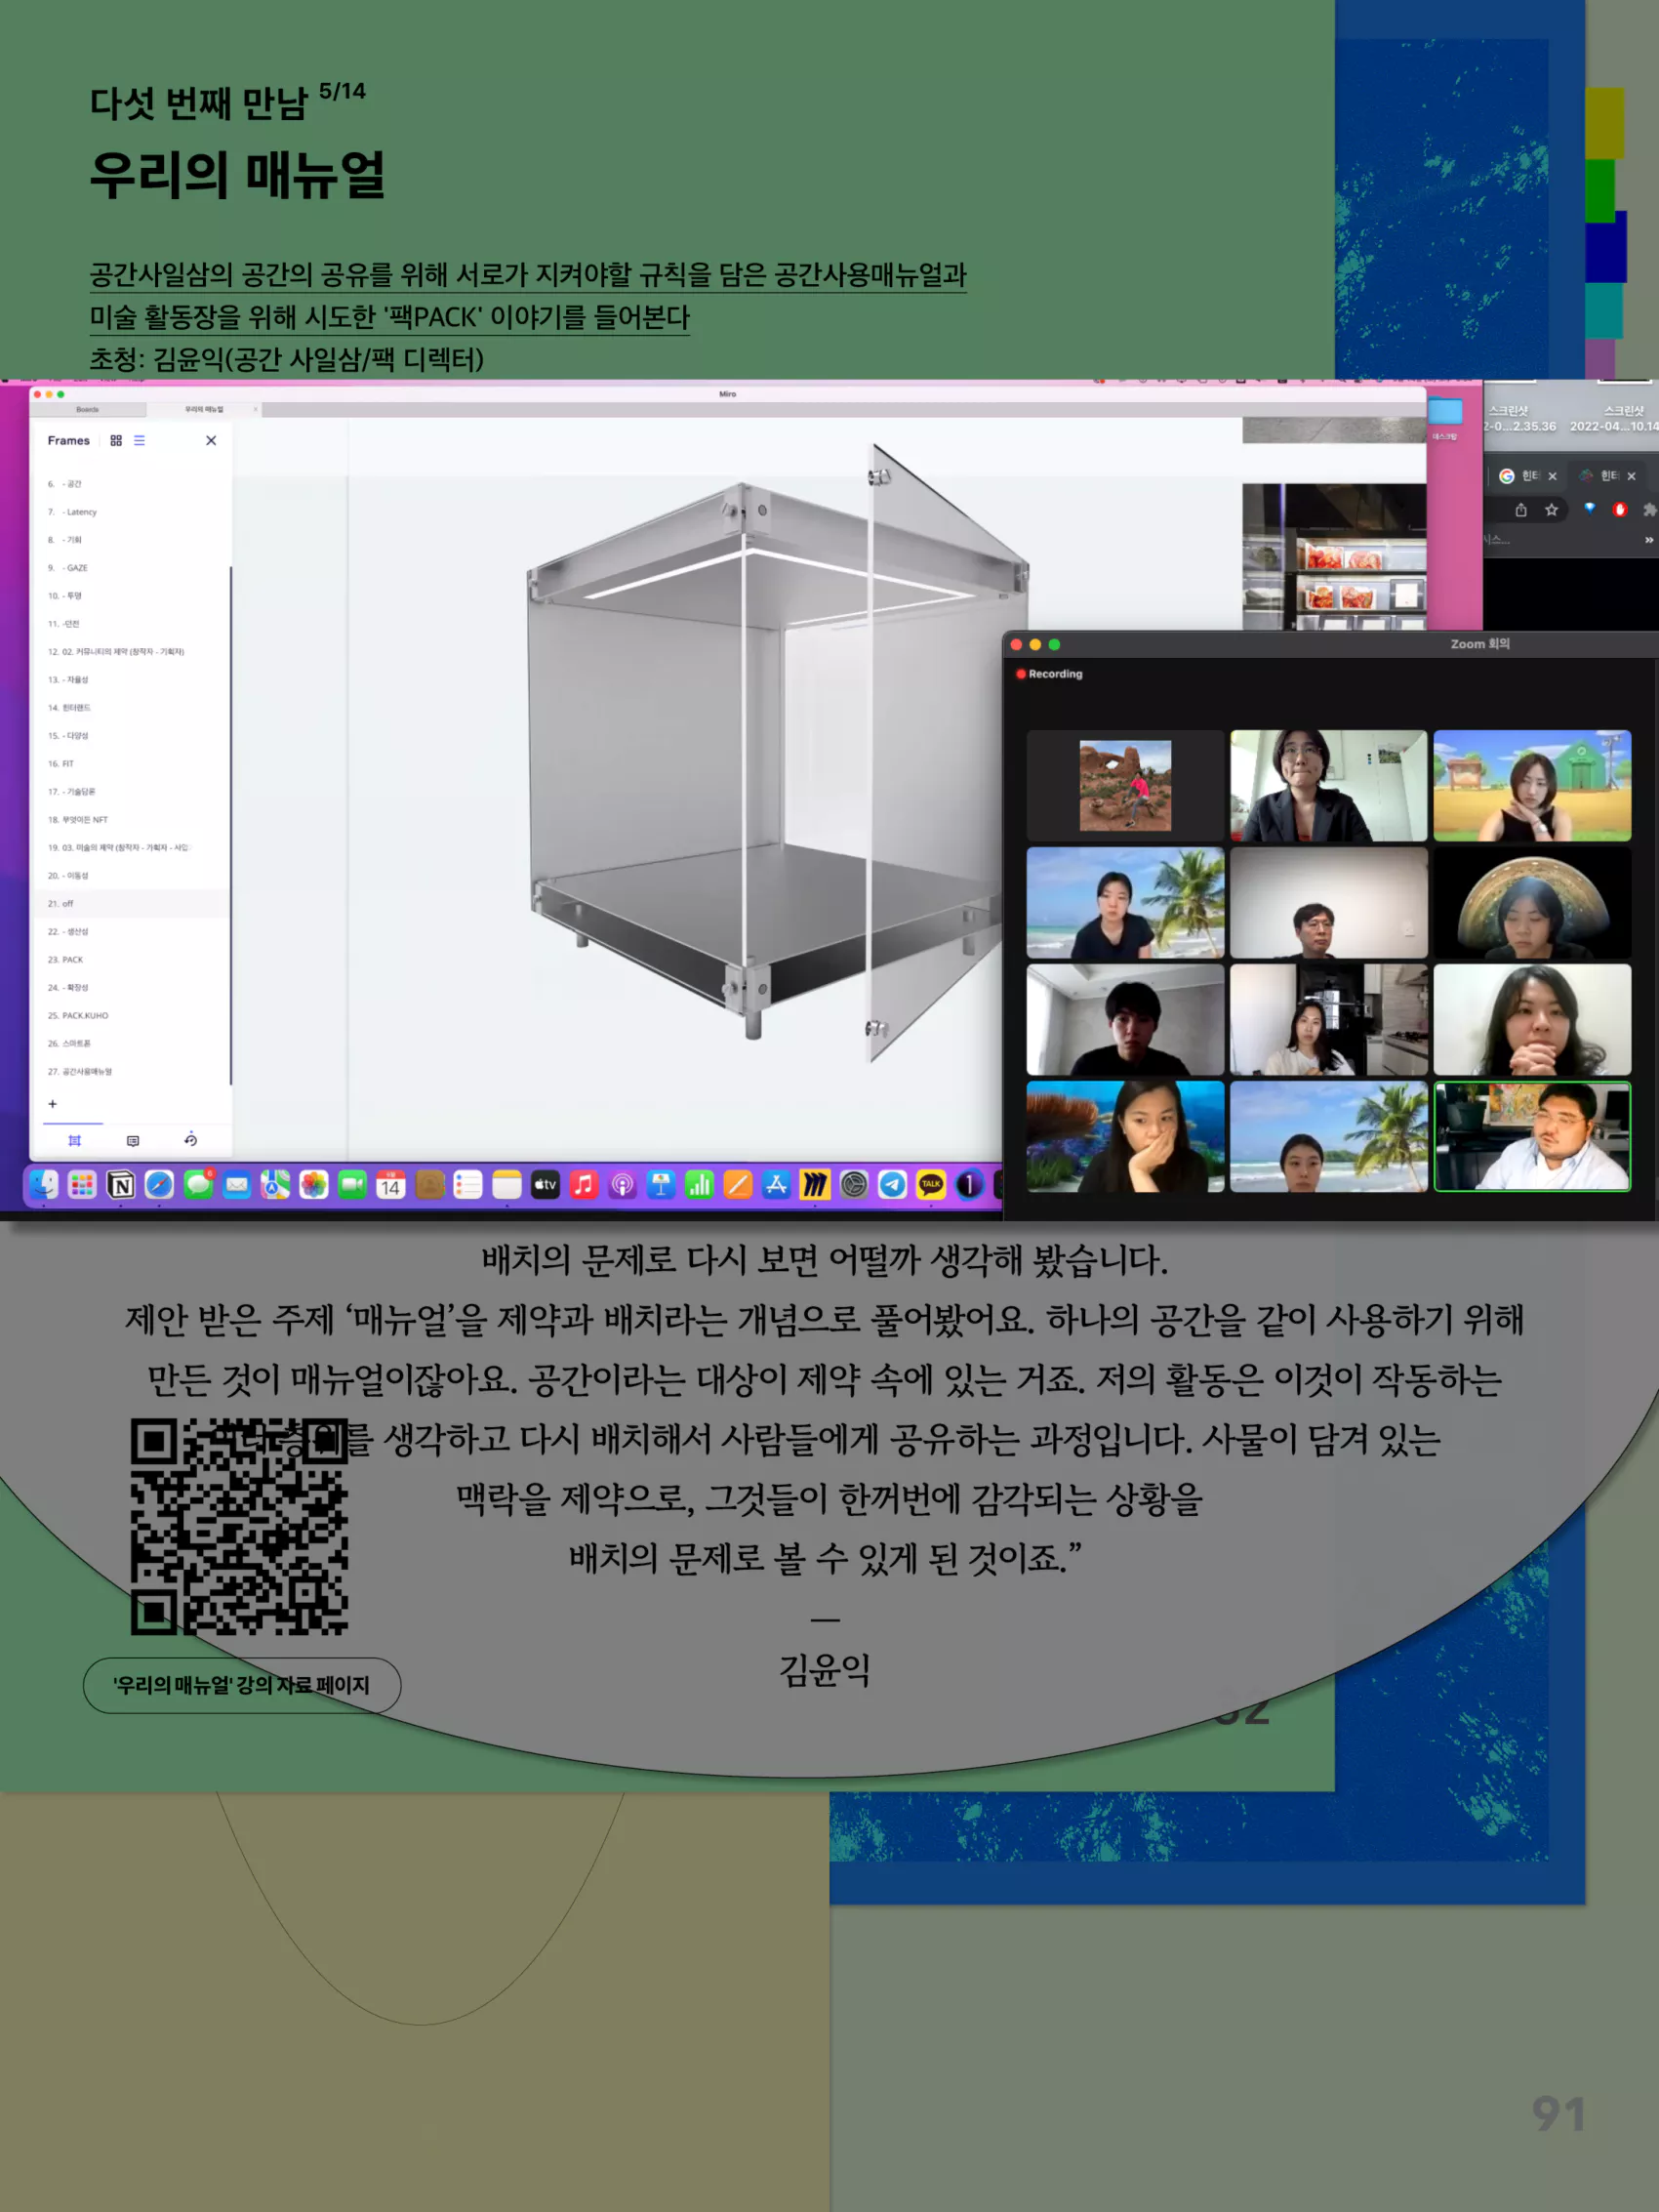 다섯 번째 만남 5/14
우리의 매뉴얼
공간사일삼의 공간의 공유를 위해 서로가 지켜야할 규칙을 담은 공간사용매뉴얼과
미술 활동장을 위해 시도한 '팩PACK' 이야기를 들어본다
초청: 김윤익(공간 사일삼/팩 디렉터)
Miro
Boards
우리의 매뉴얼
Frames
6. - 공간
7. - Latency
8. - 기회
9. - GAZE
10. - 투명
11. -던전
12. 02. 커뮤니티의 제약 (창작자 - 기획자)
13. - 자율성
14. 힌터랜드
15. - 다양성
16. FIT
17. - 기술담론
18. 무엇이든 NFT
19. 03. 미술의 제약 (창작자 - 기획자 - 사업
20. - 이동성
21. off
22. - 생산성
23. PACK
24. - 확장성
25. PACK.KUHO
26. 스마트폰
27. 공간사용매뉴얼
+
데스크탑
스크린샷
2-0...2.35.36
스크린샷
2022-04...10.14
힌터
힌터
Zoom 회의
Recording
14
tv
TALK
배치의 문제로 다시 보면 어떨까 생각해 봤습니다.
제안 받은 주제 ‘매뉴얼’을 제약과 배치라는 개념으로 풀어봤어요. 하나의 공간을 같이 사용하기 위해
만든 것이 매뉴얼이잖아요. 공간이라는 대상이 제약 속에 있는 거죠. 저의 활동은 이것이 작동하는
를 생각하고 다시 배치해서 사람들에게 공유하는 과정입니다. 사물이 담겨 있는
맥락을 제약으로, 그것들이 한꺼번에 감각되는 상황을
배치의 문제로 볼 수 있게 된 것이죠.”
—
김윤익
'우리의 매뉴얼' 강의 자료 페이지
91